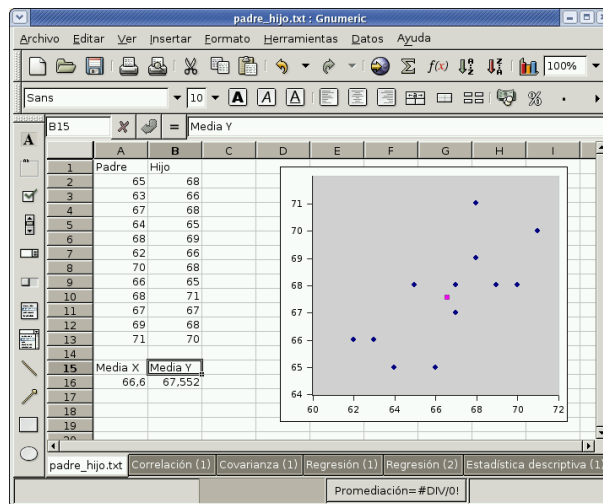 padre_hijo.txt : Gnumeric
Archivo Editar Ver Insertar Formato Herramientas Datos Ayuda
f(x) 100%
Sans 10 A A A %
B15 = Media Y
A B C D E F G H I
1 Padre Hijo
2 65 68
3 63 66
4 67 68
5 64 65
6 68 69
7 62 66
8 70 68
9 66 65
10 68 71
11 67 67
12 69 68
13 71 70
14
15 Media X Media Y
16 66,6 67,552
17
18
19
20
71
70
69
68
67
66
65
64
60 62 64 66 68 70 72
padre_hijo.txt Correlación (1) Covarianza (1) Regresión (1) Regresión (2) Estadística descriptiva (1)
Promediación=#DIV/0!